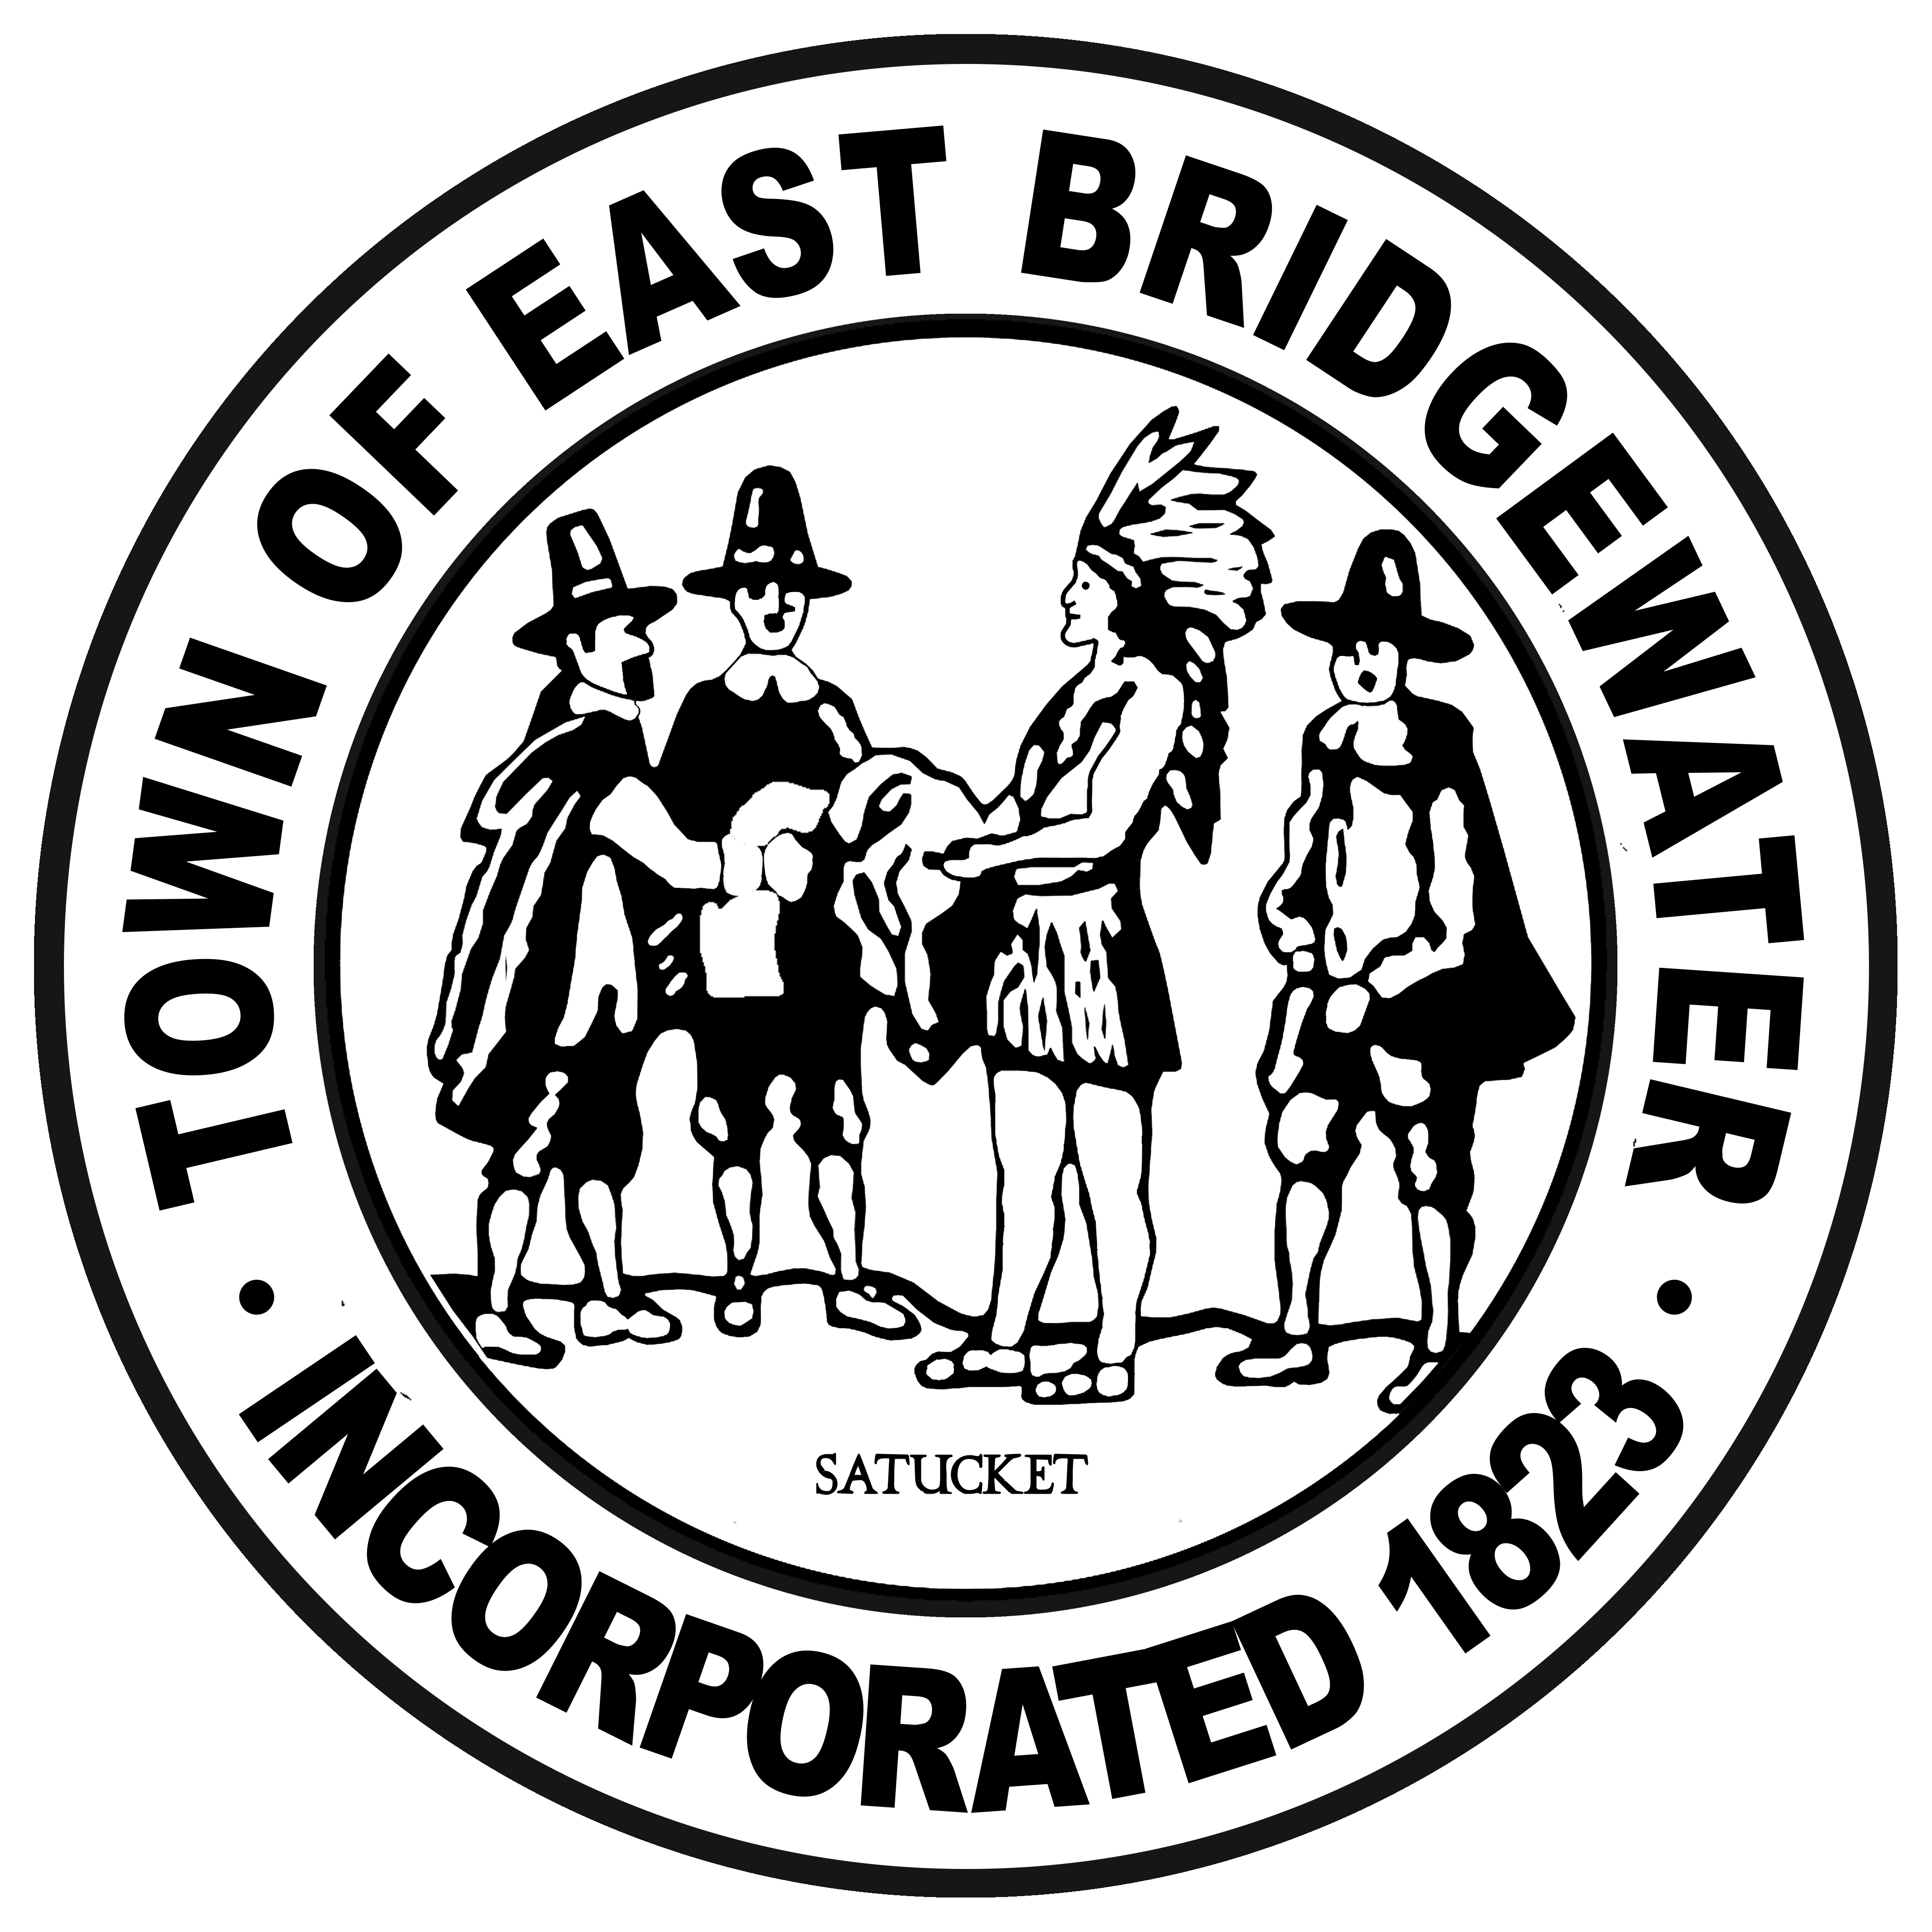 TOWN OF EAST BRIDGEWATER
SATUCKET
INCORPORATED 1823